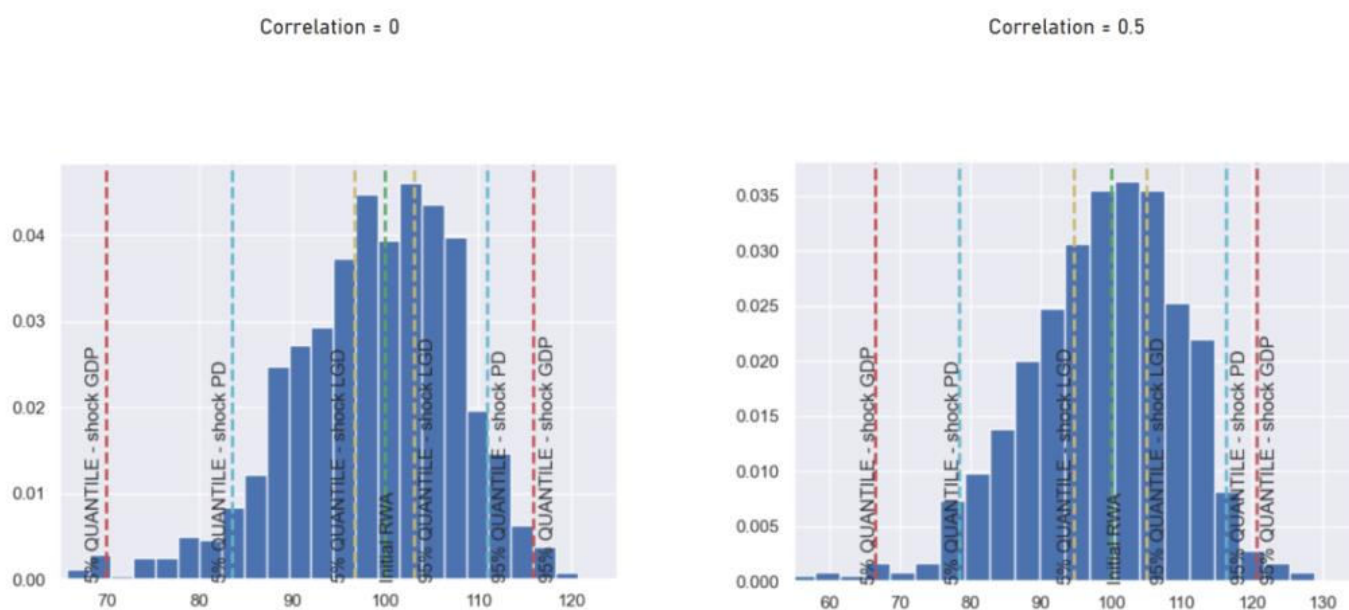 Correlation = 0
Correlation = 0.5
0.04
0.03
0.02
0.01
0.00
5% QUANTILE - shock GDP
5% QUANTILE - shock PD
5% QUANTILE - shock LGD
Initial RWA
95% QUANTILE - shock LGD
95% QUANTILE - shock PD
95% QUANTILE - shock GDP
70 80 90 100 110 120
0.035
0.030
0.025
0.020
0.015
0.010
0.005
0.000
5% QUANTILE - shock GDP
5% QUANTILE - shock PD
5% QUANTILE - shock LGD
Initial RWA
95% QUANTILE - shock LGD
95% QUANTILE - shock PD
95% QUANTILE - shock GDP
60 70 80 90 100 110 120 130